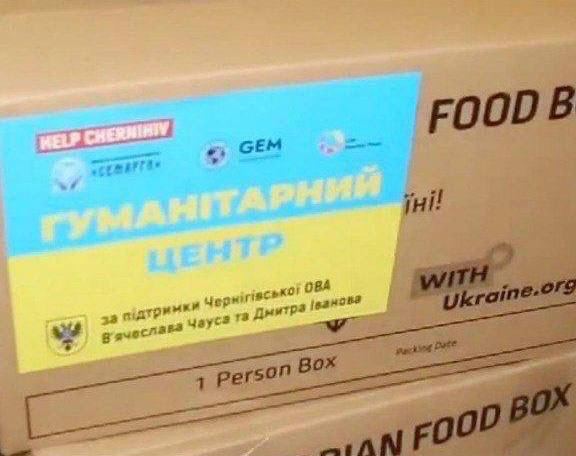 FOOD B
HELP CHERNIHIV
«СЕМАРГЛ»
GEM
ГУМАНІТАРНИЙ
ЦЕНТР
за підтримки Чернігівської ОВА
В'ячеслава Чауса та Дмитра Іванова
їні!
WITH
Ukraine.org
1 Person Box
Packing Date
IAN FOOD BOX